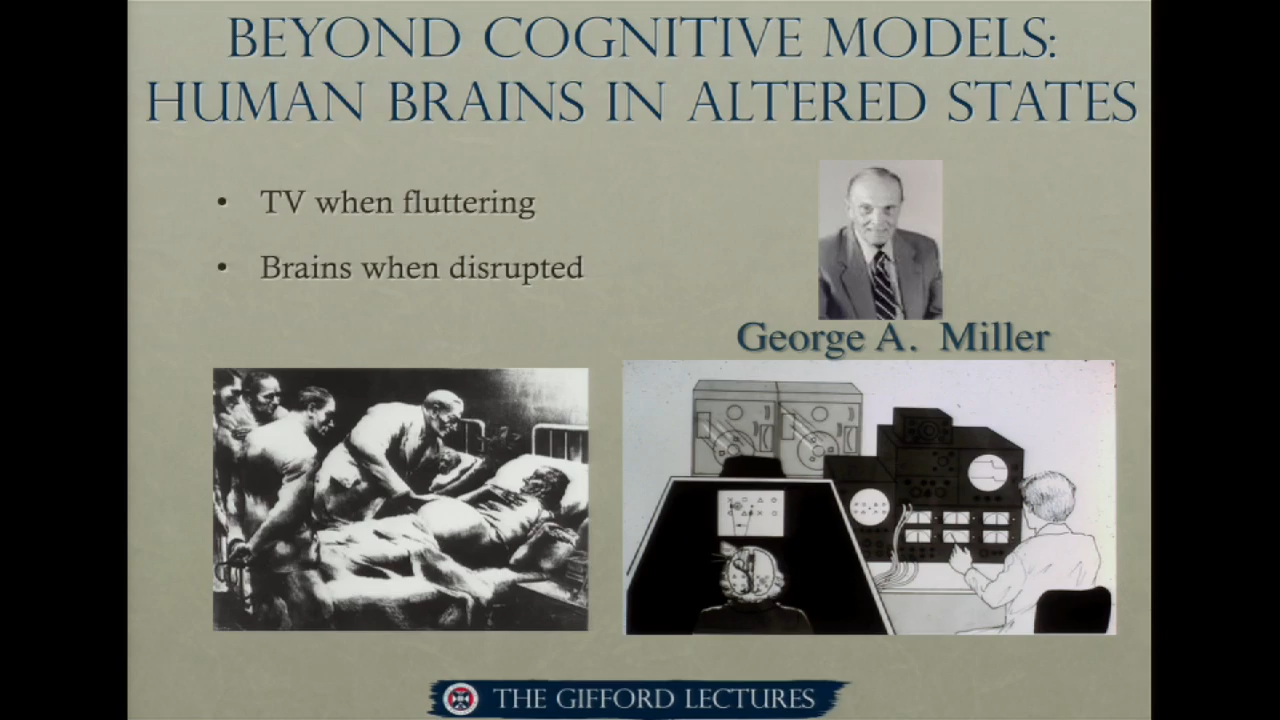 BEYOND COGNITIVE MODELS:
HUMAN BRAINS IN ALTERED STATES
• TV when fluttering
• Brains when disrupted
George A. Miller
THE GIFFORD LECTURES